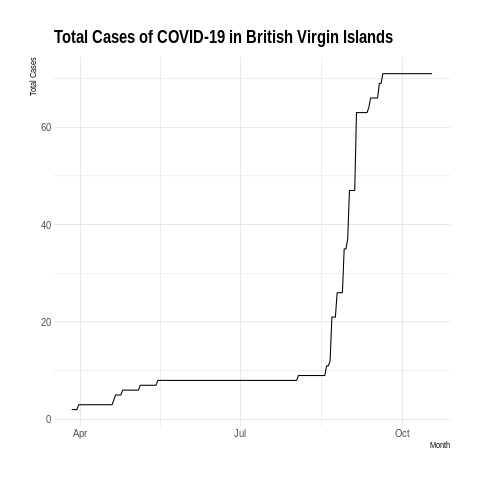 Total Cases of COVID-19 in British Virgin Islands
Total Cases
60
40
20
0
Apr Jul Oct
Month